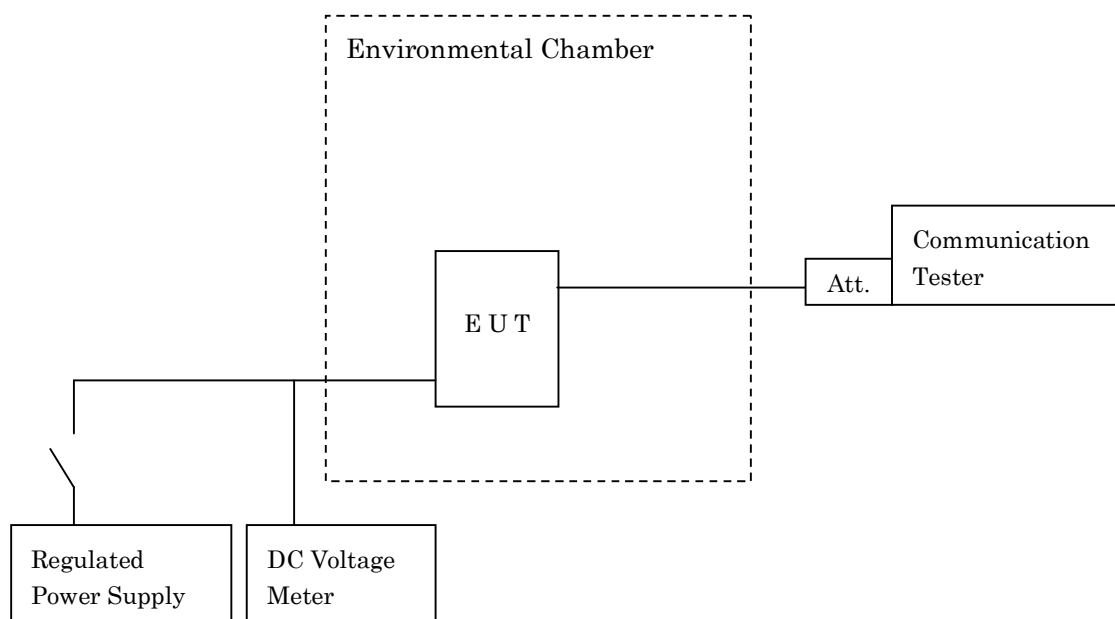 Environmental Chamber
Communication
Tester
Att.
E U T
Regulated
Power Supply
DC Voltage
Meter